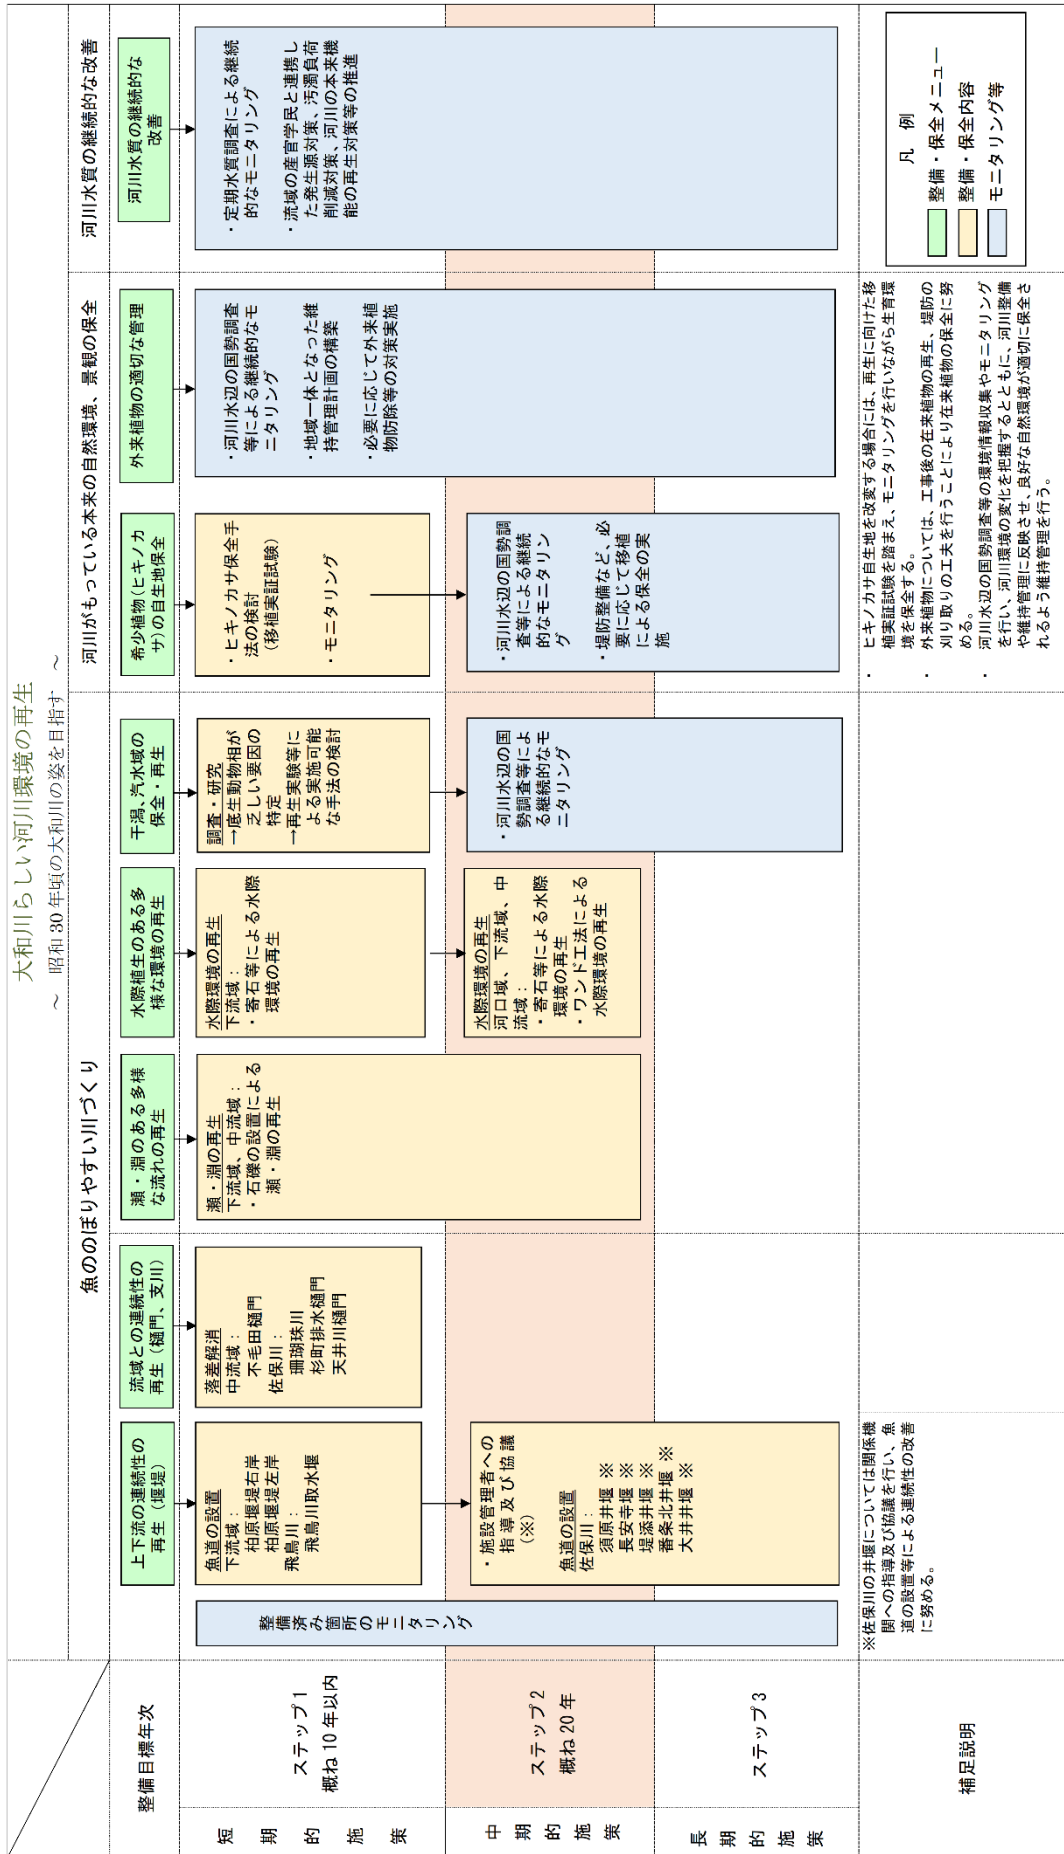 大和川らしい河川環境の再生
～ 昭和30年頃の大和川の姿を目指す ～
整備目標年次
魚ののぼりやすい川づくり
河川がもっている本来の自然環境、景観の保全
河川水質の継続的な改善
上下流の連続性の
再生（堰堤）
流域との連続性の
再生（樋門、支川）
瀬・淵のある多様
な流れの再生
水際植生のある多
様な環境の再生
干潟、汽水域の
保全・再生
希少植物(ヒキノカ
サ)の自生地保全
外来植物の適切な管理
河川水質の継続的な
改善
短期的施策
ステップ1
概ね10年以内
整備済み箇所のモニタリング
魚道の設置
下流域：
柏原堰堤右岸
柏原堰堤左岸
飛鳥川：
飛鳥川取水堰
落差解消
中流域：
不毛田樋門
佐保川：
珊瑚珠川
杉町排水樋門
天井川樋門
瀬・淵の再生
下流域、中流域：
・石礫の設置による
瀬・淵の再生
水際環境の再生
下流域：
・寄石等による水際
環境の再生
調査・研究
→底生動物相が
乏しい要因の
特定
→再生実験等に
よる実施可能
な手法の検討
・ヒキノカサ保全手
法の検討
（移植実証試験）
・モニタリング
・河川水辺の国勢調査
等による継続的なモ
ニタリング
・地域一体となった維
持管理計画の構築
・必要に応じて外来植
物防除等の対策実施
・定期水質調査による継続
的なモニタリング
・流域の産官学民と連携し
た発生源対策、汚濁負荷
削減対策、河川の本来機
能の再生対策等の推進
中期的施策
ステップ2
概ね20年
・施設管理者への
指導及び協議
（※）
魚道の設置
佐保川：
須原井堰 ※
長安寺堰 ※
堤添井堰 ※
番条北井堰 ※
大井井堰 ※
水際環境の再生
河口域、下流域、中
流域：
・寄石等による水際
環境の再生
・ワンド工法による
水際環境の再生
・河川水辺の国
勢調査等によ
る継続的なモ
ニタリング
・河川水辺の国勢調
査等による継続
的なモニタリン
グ
・堤防整備など、必
要に応じて移植
による保全の実
施
長期的施策
ステップ3
補足説明
※佐保川の井堰については関係機
関への指導及び協議を行い、魚
道の設置等による連続性の改善
に努める。
・ ヒキノカサ自生地を改変する場合には、再生に向けた移
植実証試験を踏まえ、モニタリングを行いながら生育環
境を保全する。
・ 外来植物については、工事後の在来植物の再生、堤防の
刈り取りの工夫を行うことにより在来植物の保全に努
める。
・ 河川水辺の国勢調査等の環境情報収集やモニタリング
を行い、河川環境の変化を把握するとともに、河川整備
や維持管理に反映させ、良好な自然環境が適切に保全さ
れるよう維持管理を行う。
凡 例
整備・保全メニュー
整備・保全内容
モニタリング等